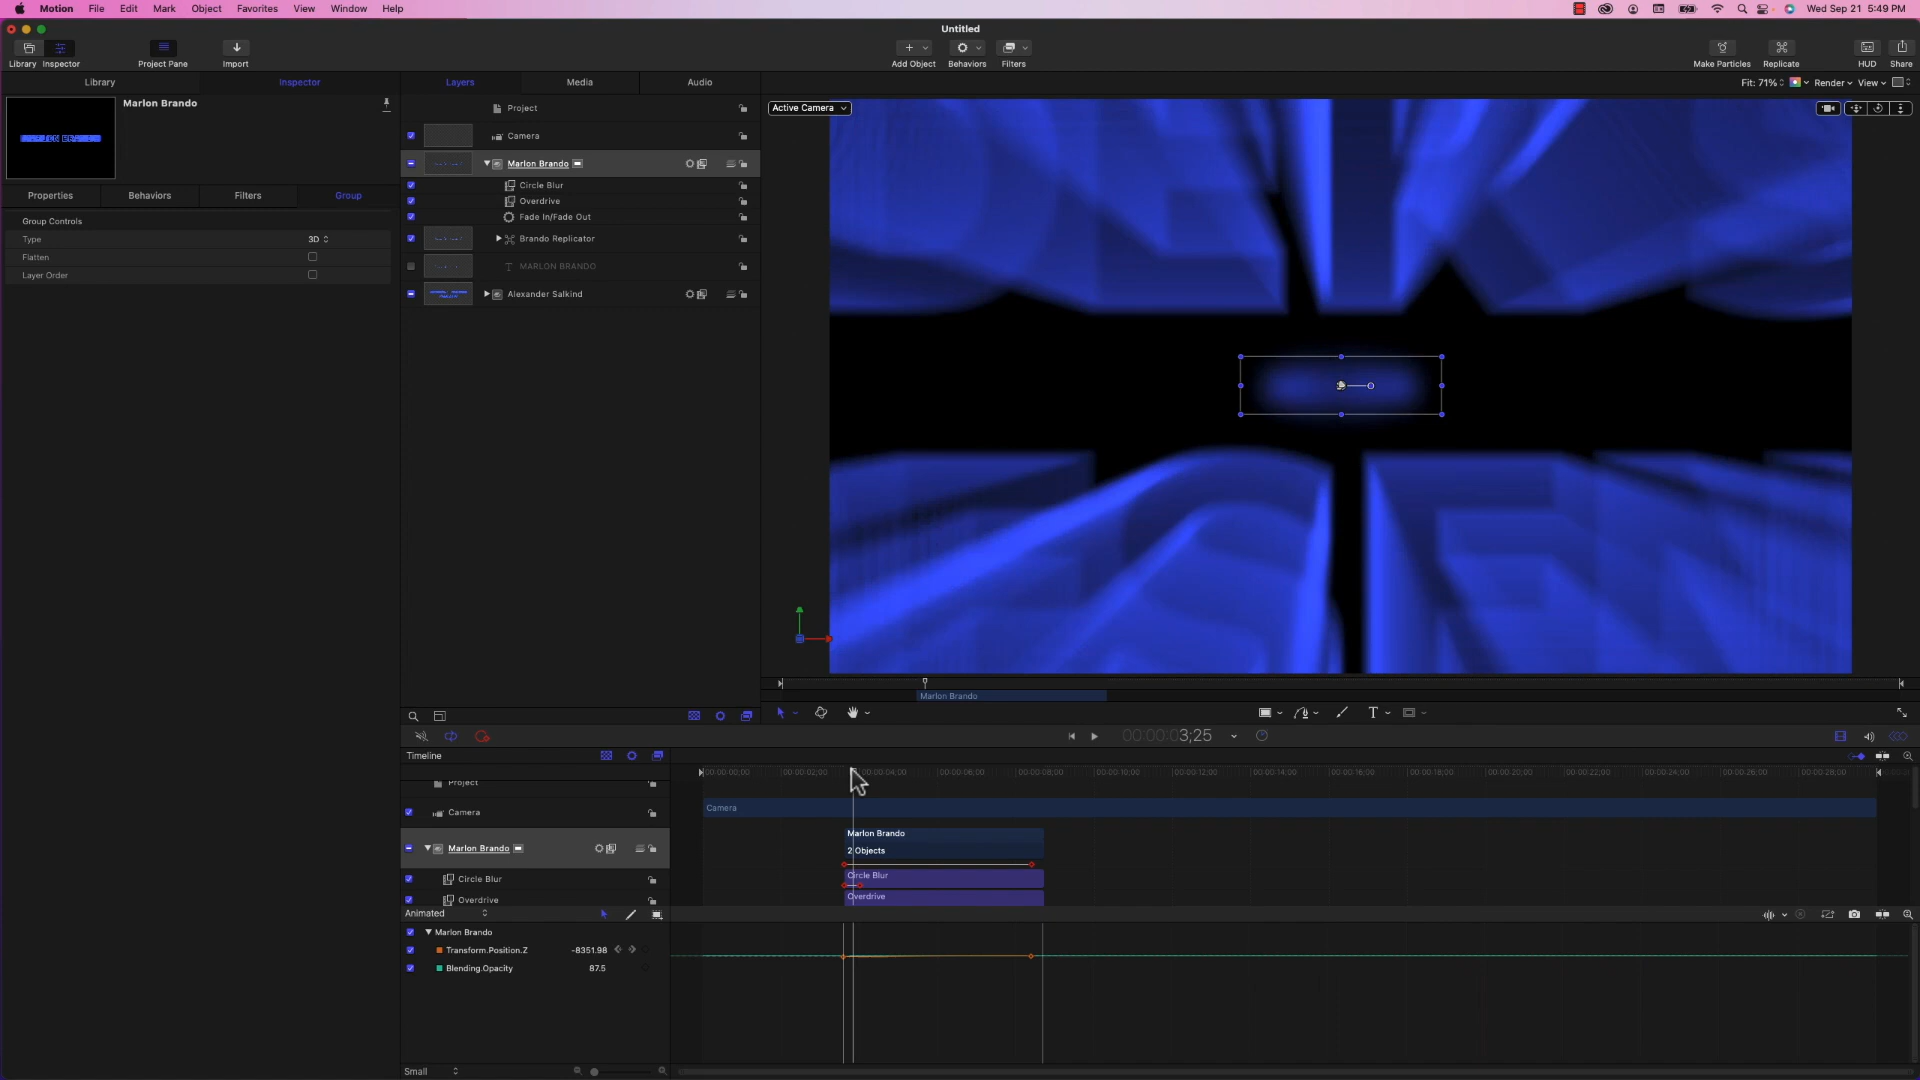 Motion File Edit Mark Object Favorites View Window Help Wed Sep 21 5:49 PM
Untitled
Library Inspector Project Pane Import Add Object Behaviors Filters Make Particles Replicate HUD Share
Library Inspector Layers Media Audio Fit: 71% Render View
Marlon Brando
Properties Behaviors Filters Group
Group Controls
Type 3D
Flatten
Layer Order
Project
Camera
Marlon Brando
Circle Blur
Overdrive
Fade In/Fade Out
Brando Replicator
T MARLON BRANDO
Alexander Salkind
Active Camera
Marlon Brando
T
00:00:00:03;25
Timeline
00:00:00;00 00:00:02;00 00:00:04;00 00:00:06;00 00:00:08;00 00:00:10;00 00:00:12;00 00:00:14;00 00:00:16;00 00:00:18;00 00:00:20;00 00:00:22;00 00:00:24;00 00:00:26;00 00:00:28;00
Project
Camera Camera
Marlon Brando
Marlon Brando
2 Objects
Circle Blur Circle Blur
Overdrive Overdrive
Animated
Marlon Brando
Transform.Position.Z -8351.98
Blending.Opacity 87.5
Small